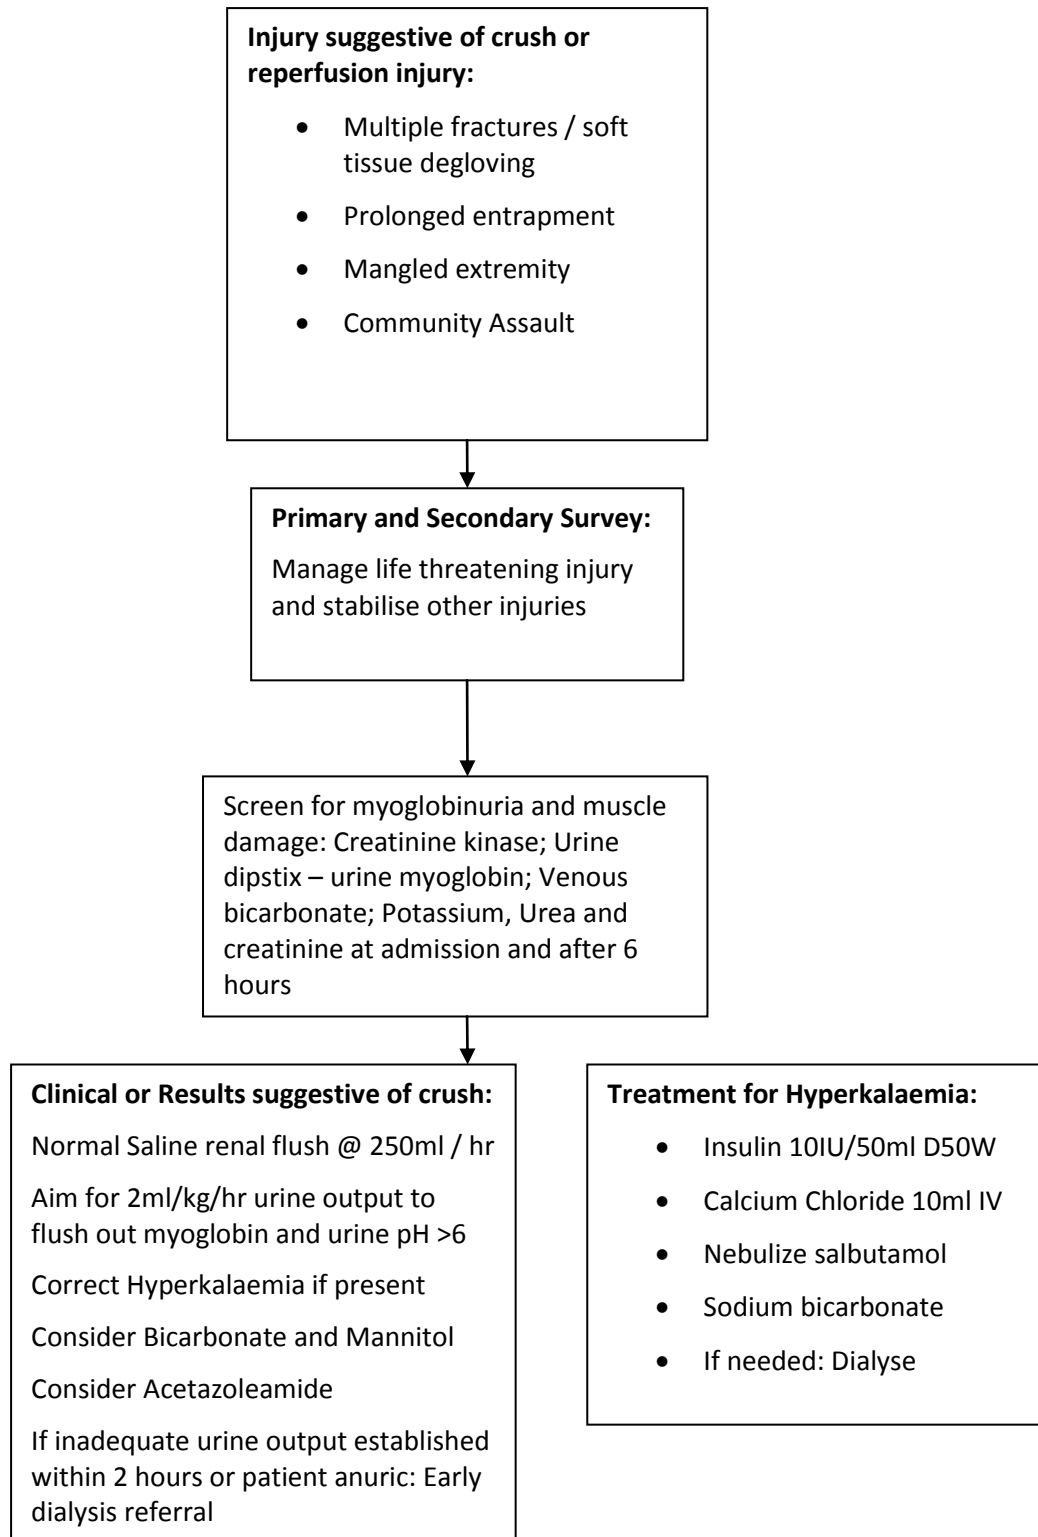 Injury suggestive of crush or
reperfusion injury:
• Multiple fractures / soft
tissue degloving
• Prolonged entrapment
• Mangled extremity
• Community Assault
Primary and Secondary Survey:
Manage life threatening injury
and stabilise other injuries
Screen for myoglobinuria and muscle
damage: Creatinine kinase; Urine
dipstix – urine myoglobin; Venous
bicarbonate; Potassium, Urea and
creatinine at admission and after 6
hours
Clinical or Results suggestive of crush:
Normal Saline renal flush @ 250ml / hr
Aim for 2ml/kg/hr urine output to
flush out myoglobin and urine pH >6
Correct Hyperkalaemia if present
Consider Bicarbonate and Mannitol
Consider Acetazoleamide
If inadequate urine output established
within 2 hours or patient anuric: Early
dialysis referral
Treatment for Hyperkalaemia:
• Insulin 10IU/50ml D50W
• Calcium Chloride 10ml IV
• Nebulize salbutamol
• Sodium bicarbonate
• If needed: Dialyse